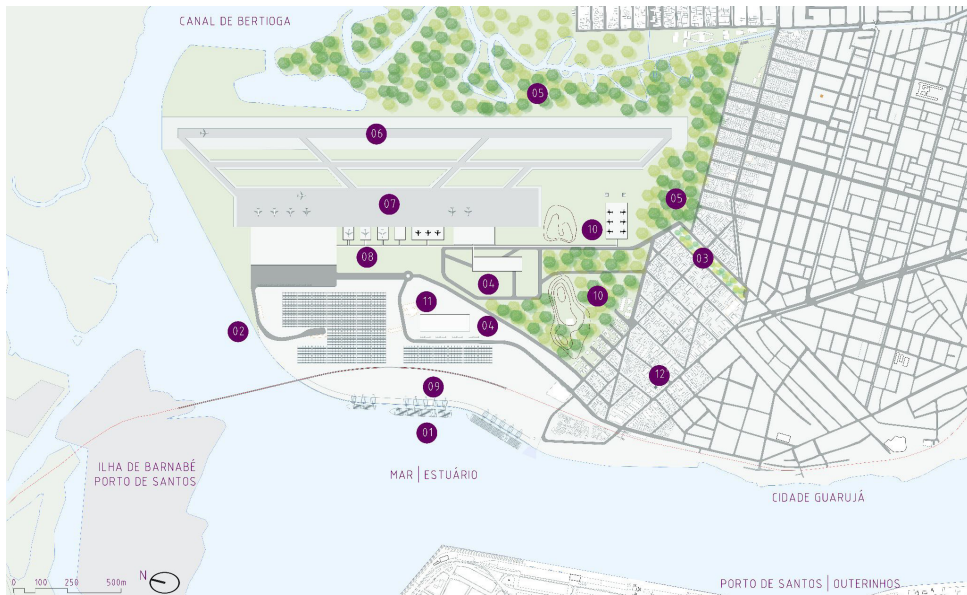 CANAL DE BERTIOGA
05
06
05
07
10
08
03
04
10
11
04
02
12
09
01
ILHA DE BARNABÉ
PORTO DE SANTOS
MAR | ESTUÁRIO
CIDADE GUARUJÁ
0 100 250 500m
N
PORTO DE SANTOS | OUTEIRINHOS